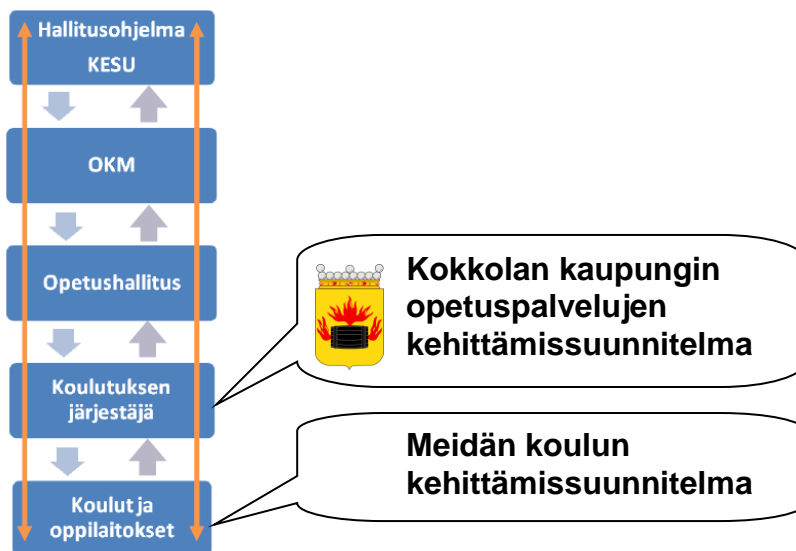 Hallitusohjelma
KESU
OKM
Opetushallitus
Koulutuksen
järjestäjä
Koulut ja
oppilaitokset
Kokkolan kaupungin
opetuspalvelujen
kehittämissuunnitelma
Meidän koulun
kehittämissuunnitelma